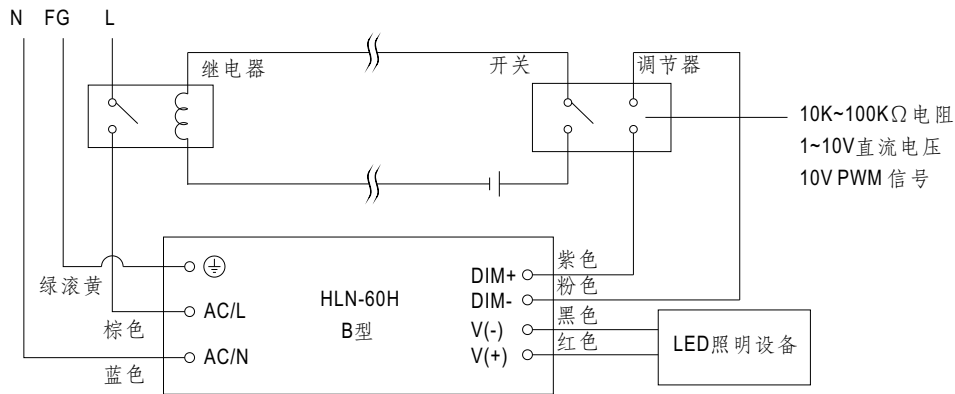 N FG L
继电器
开关
调节器
10K~100KΩ电阻
1~10V直流电压
10V PWM 信号
绿滚黄
棕色
蓝色
AC/L
AC/N
HLN-60H
B型
DIM+
DIM-
V(-)
V(+)
紫色
粉色
黑色
红色
LED照明设备